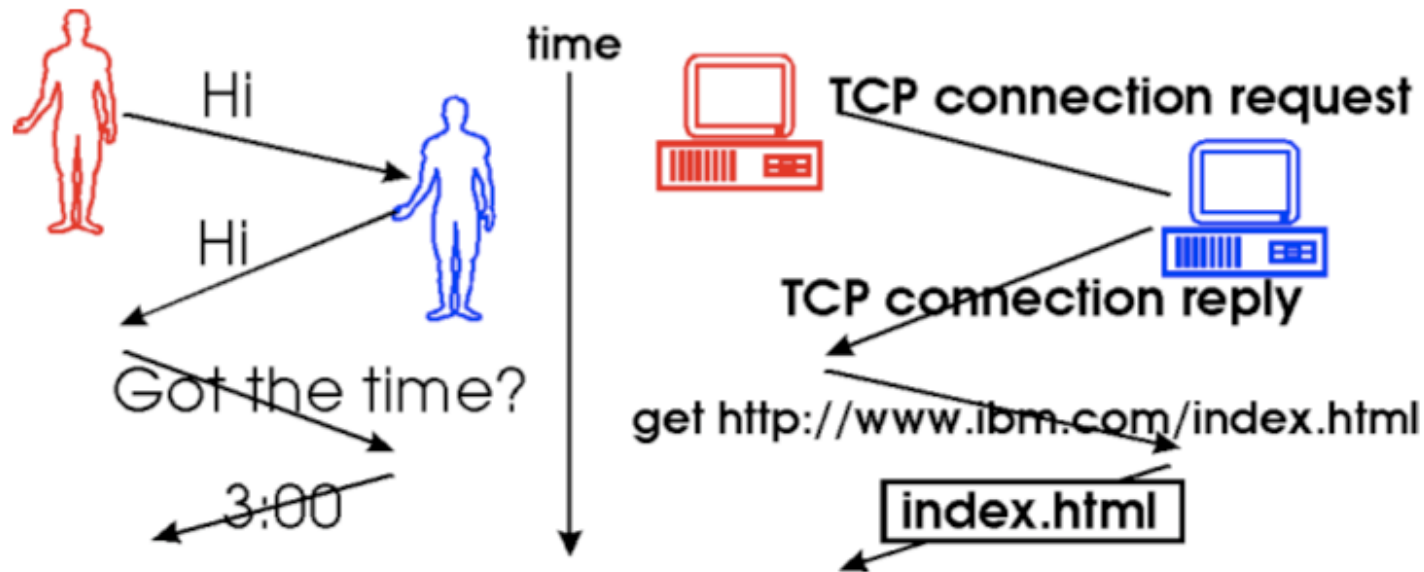 Hi
Hi
Got the time?
3:00
time
TCP connection request
TCP connection reply
get http://www.ibm.com/index.html
index.html